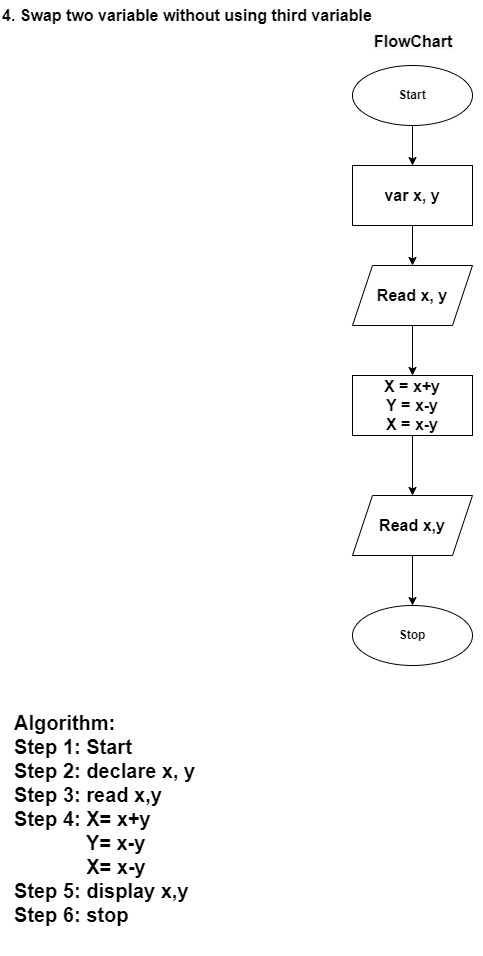 4. Swap two variable without using third variable
FlowChart
Start
var x, y
Read x, y
X = x+y
Y = x-y
X = x-y
Read x,y
Stop
Algorithm:
Step 1: Start
Step 2: declare x, y
Step 3: read x,y
Step 4: X= x+y
Y= x-y
X= x-y
Step 5: display x,y
Step 6: stop